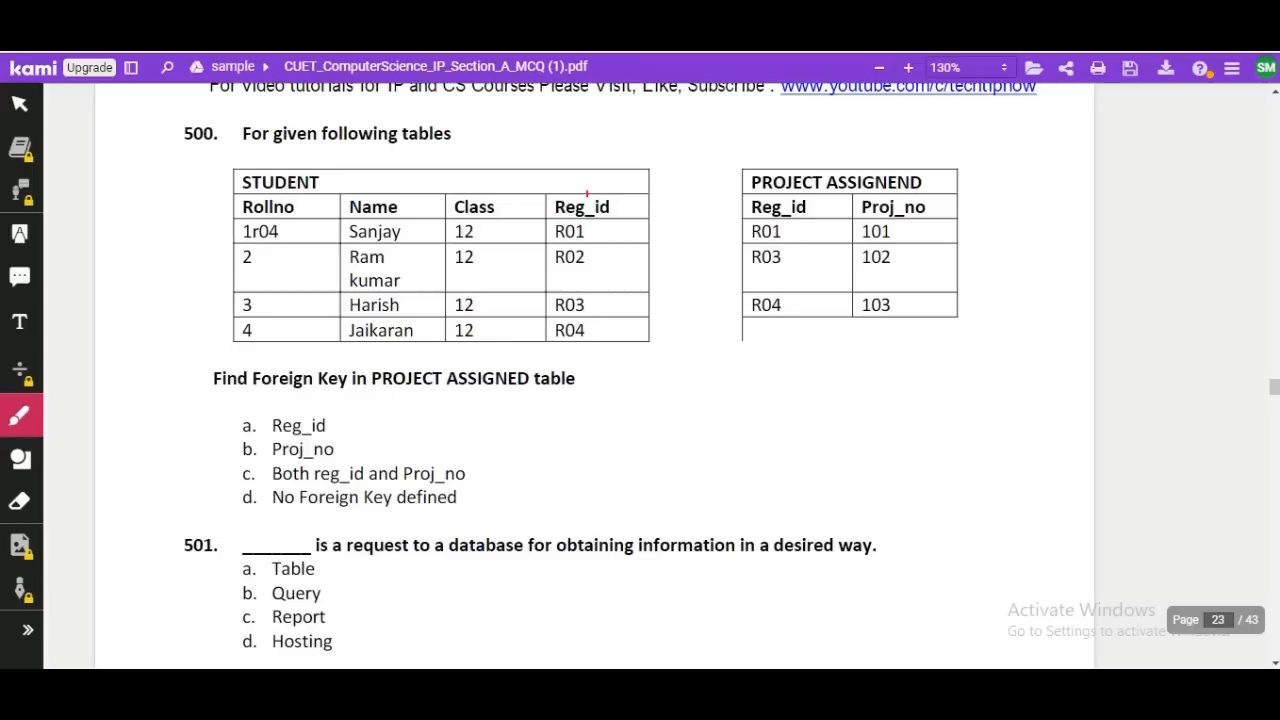 kami Upgrade sample CUET_ComputerScience_IP_Section_A_MCQ (1).pdf 130% SM
For video tutorials for IP and CS Courses Please Visit, Like, Subscribe : www.youtube.com/c/techtipnow
500. For given following tables
STUDENT
Rollno Name Class Reg_id
1r04 Sanjay 12 R01
2 Ram kumar 12 R02
3 Harish 12 R03
4 Jaikaran 12 R04
PROJECT ASSIGNEND
Reg_id Proj_no
R01 101
R03 102
R04 103
Find Foreign Key in PROJECT ASSIGNED table
a. Reg_id
b. Proj_no
c. Both reg_id and Proj_no
d. No Foreign Key defined
501. _______ is a request to a database for obtaining information in a desired way.
a. Table
b. Query
c. Report
d. Hosting
Activate Windows
Go to Settings to activate
Page 23 / 43